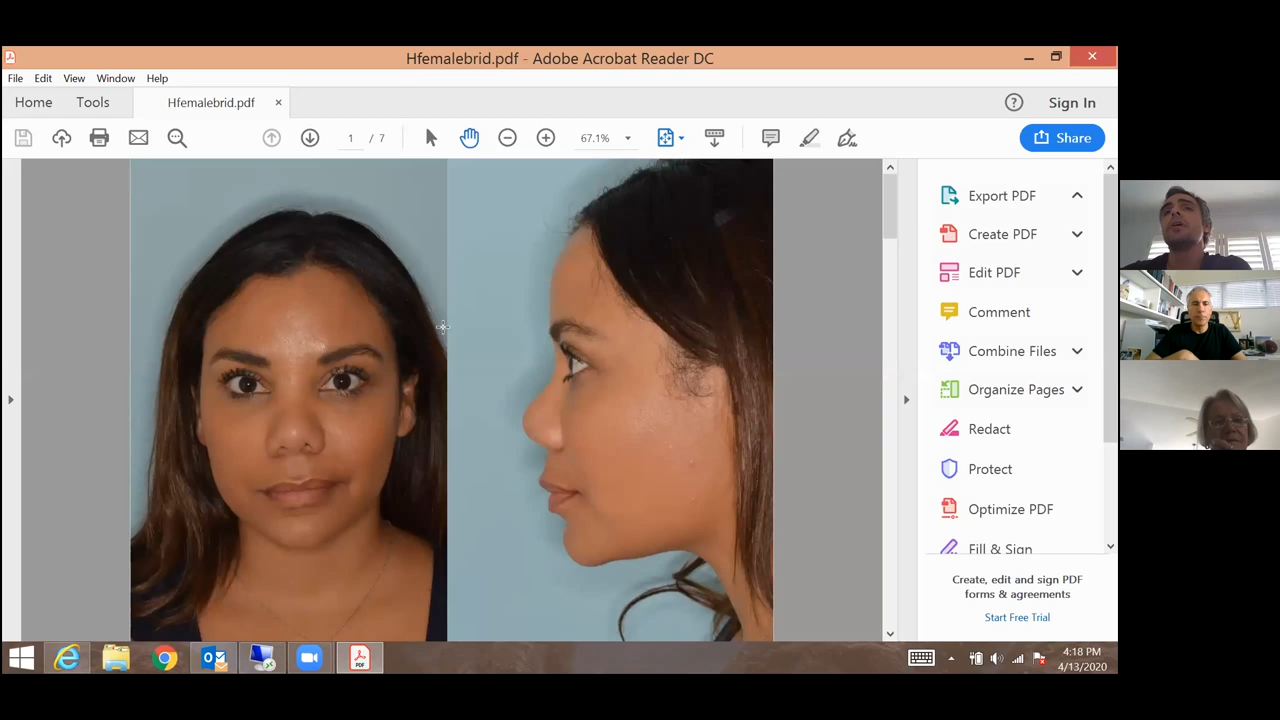 Hfemalebrid.pdf - Adobe Acrobat Reader DC
File Edit View Window Help
Home Tools Hfemalebrid.pdf × Sign In
1 / 7 67.1% Share
Export PDF
Create PDF
Edit PDF
Comment
Combine Files
Organize Pages
Redact
Protect
Optimize PDF
Fill & Sign
Create, edit and sign PDF
forms & agreements
Start Free Trial
PDF
4:18 PM
4/13/2020